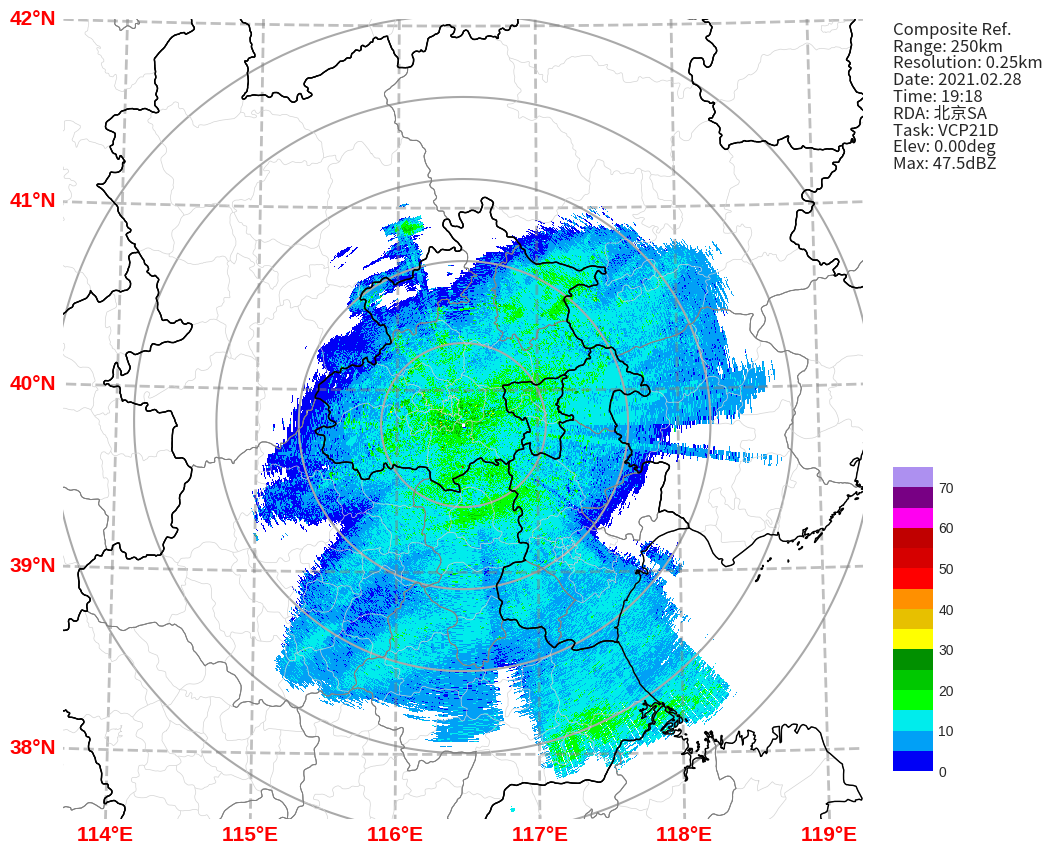 42°N
41°N
40°N
39°N
38°N
114°E 115°E 116°E 117°E 118°E 119°E
Composite Ref.
Range: 250km
Resolution: 0.25km
Date: 2021.02.28
Time: 19:18
RDA: 北京SA
Task: VCP21D
Elev: 0.00deg
Max: 47.5dBZ
70
60
50
40
30
20
10
0